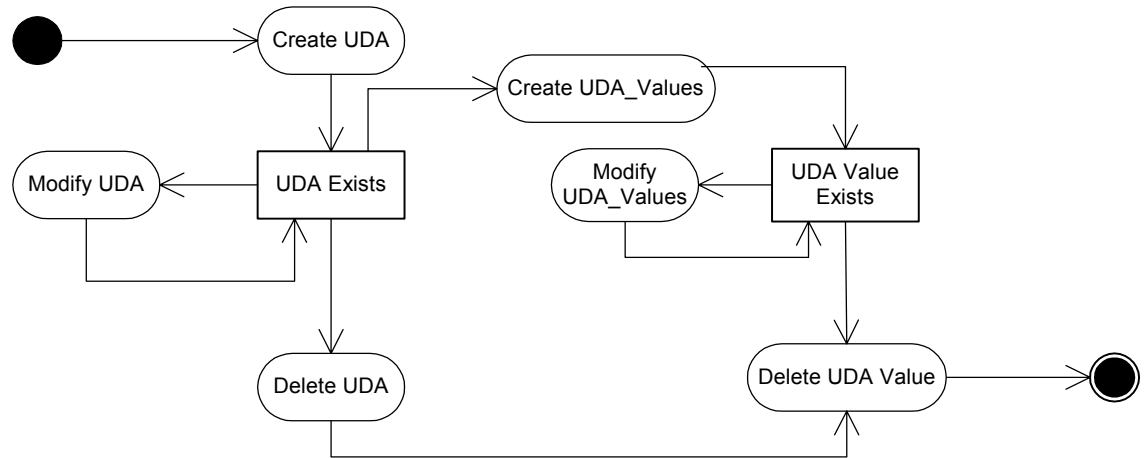 Create UDA
Create UDA_Values
Modify UDA
UDA Exists
Modify
UDA_Values
UDA Value
Exists
Delete UDA
Delete UDA Value